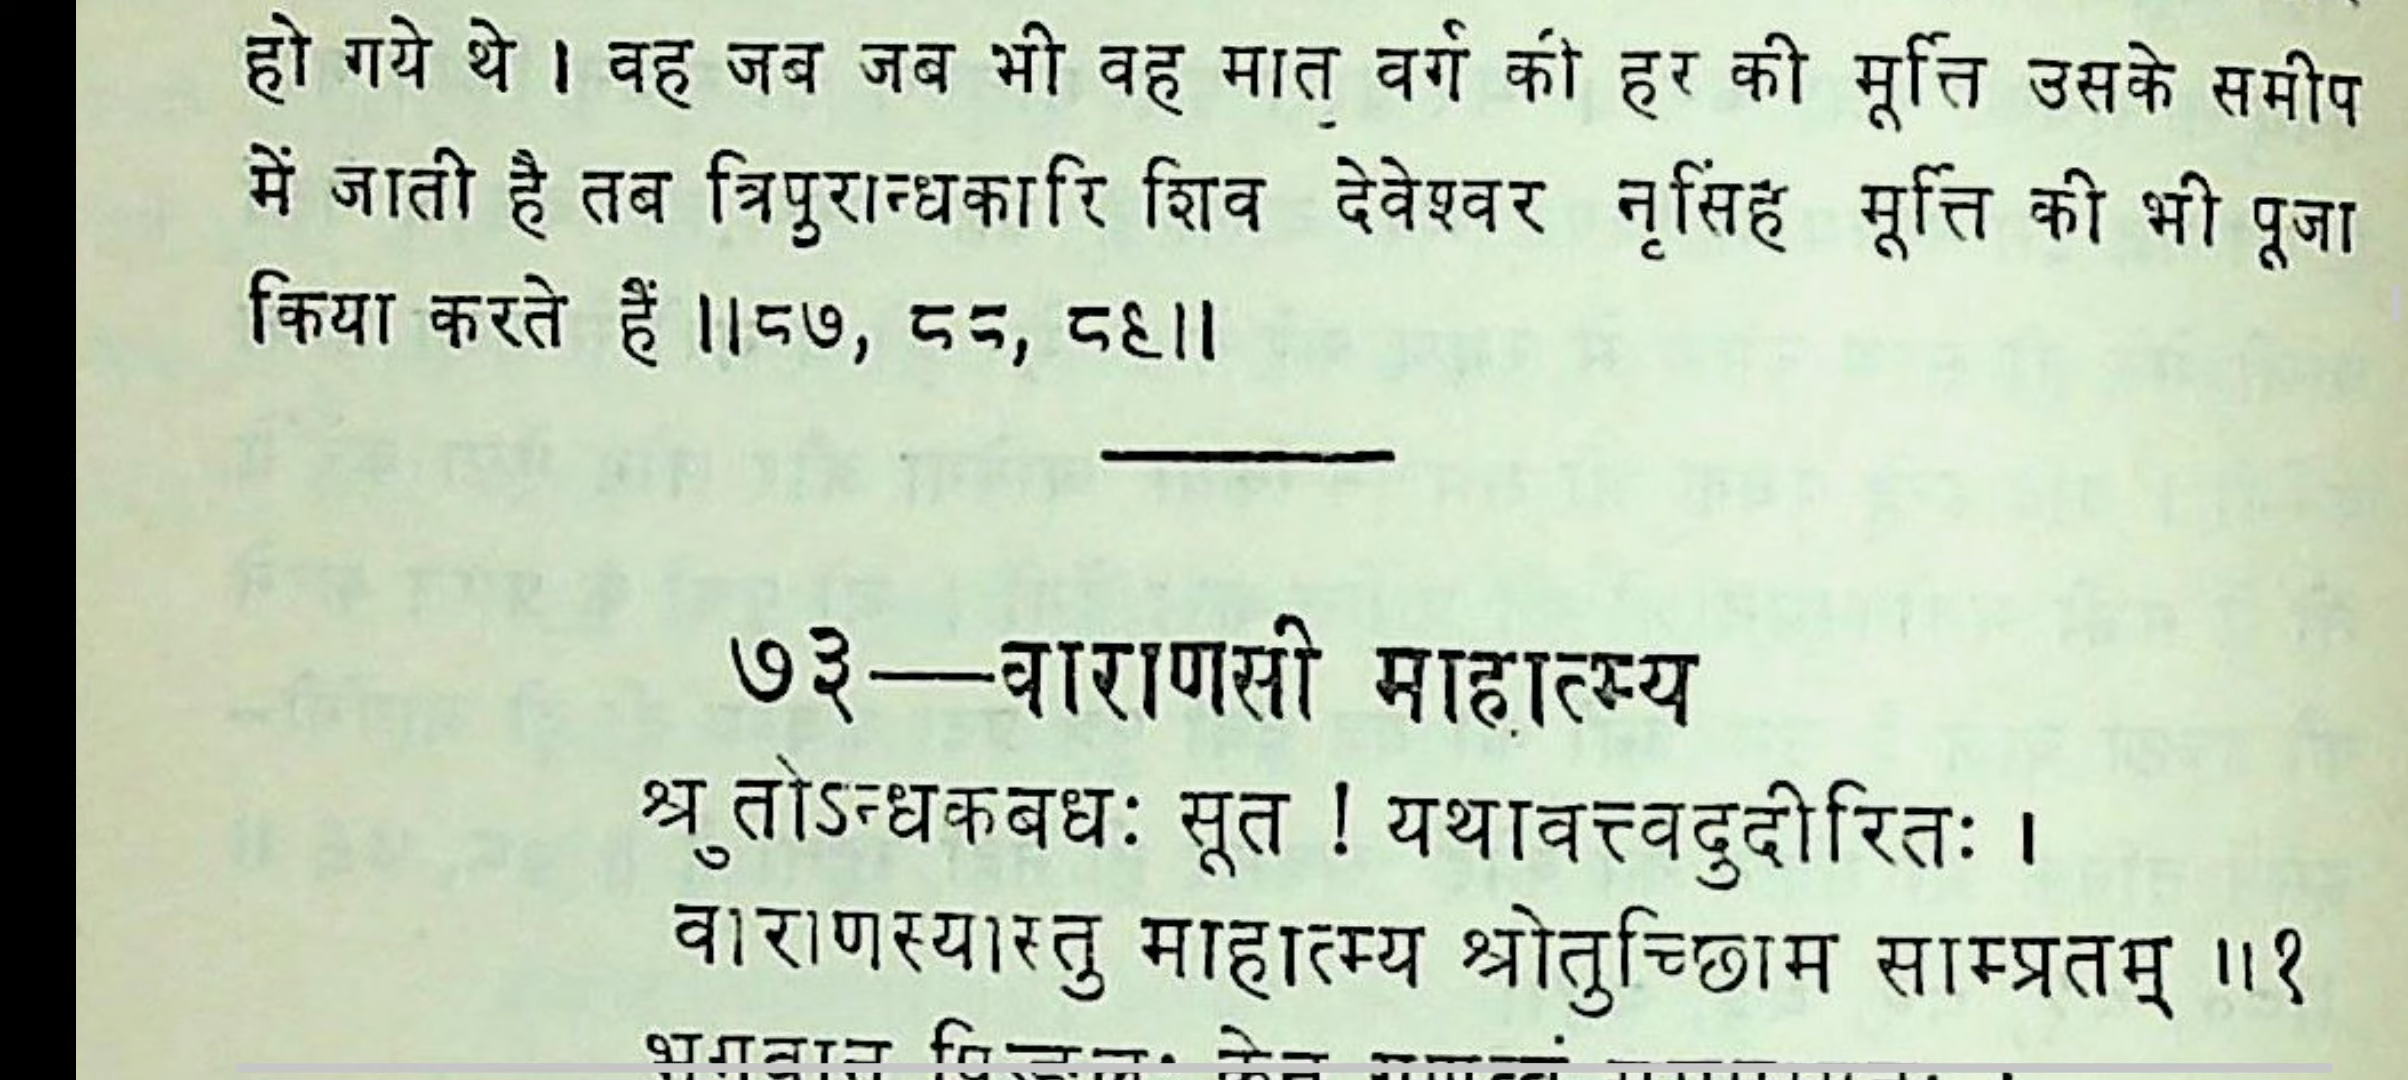 हो गये थे । वह जब जब भी वह मातृ वर्ग की हर की मूर्त्ति उसके समीप
में जाती है तब त्रिपुरान्धकारि शिव देवेश्वर नृसिंह मूर्त्ति की भी पूजा
किया करते हैं ॥८७, ८८, ८९॥
७३—वाराणसी माहात्म्य
श्रुतोऽन्धकबधः सूत ! यथावत्त्वदुदीरितः ।
वाराणस्यास्तु माहात्म्य श्रोतुच्छिाम साम्प्रतम् ॥१